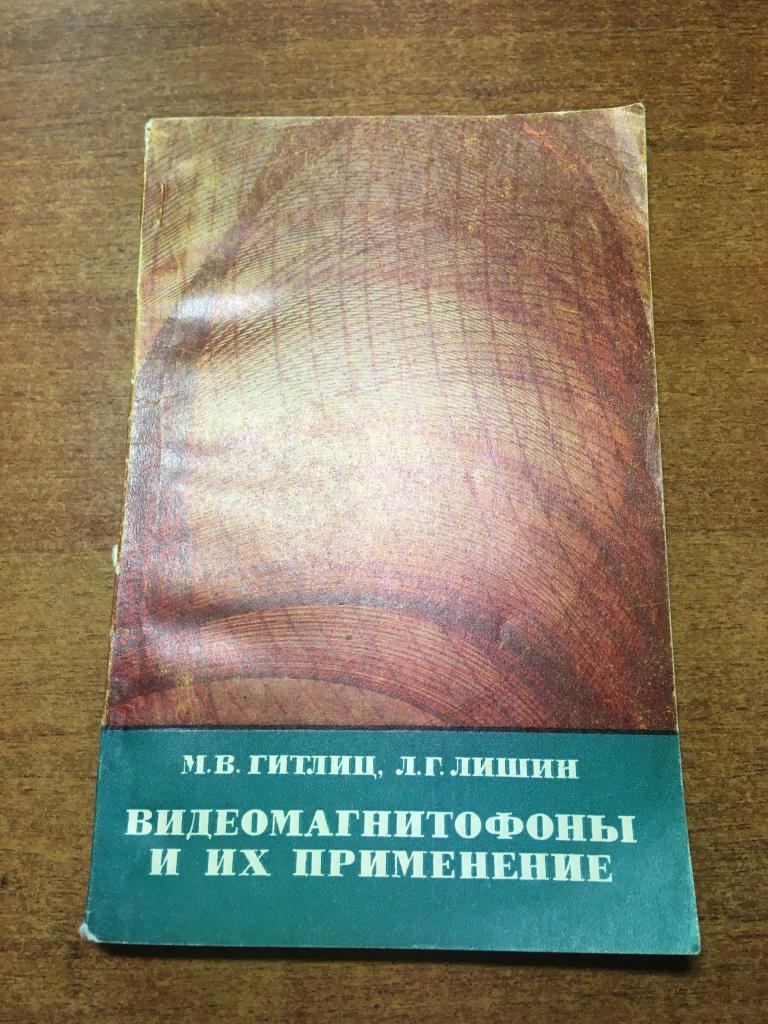 М.В. ГИТЛИЦ, Л.Г. ЛИШИН
ВИДЕОМАГНИТОФОНЫ
И ИХ ПРИМЕНЕНИЕ